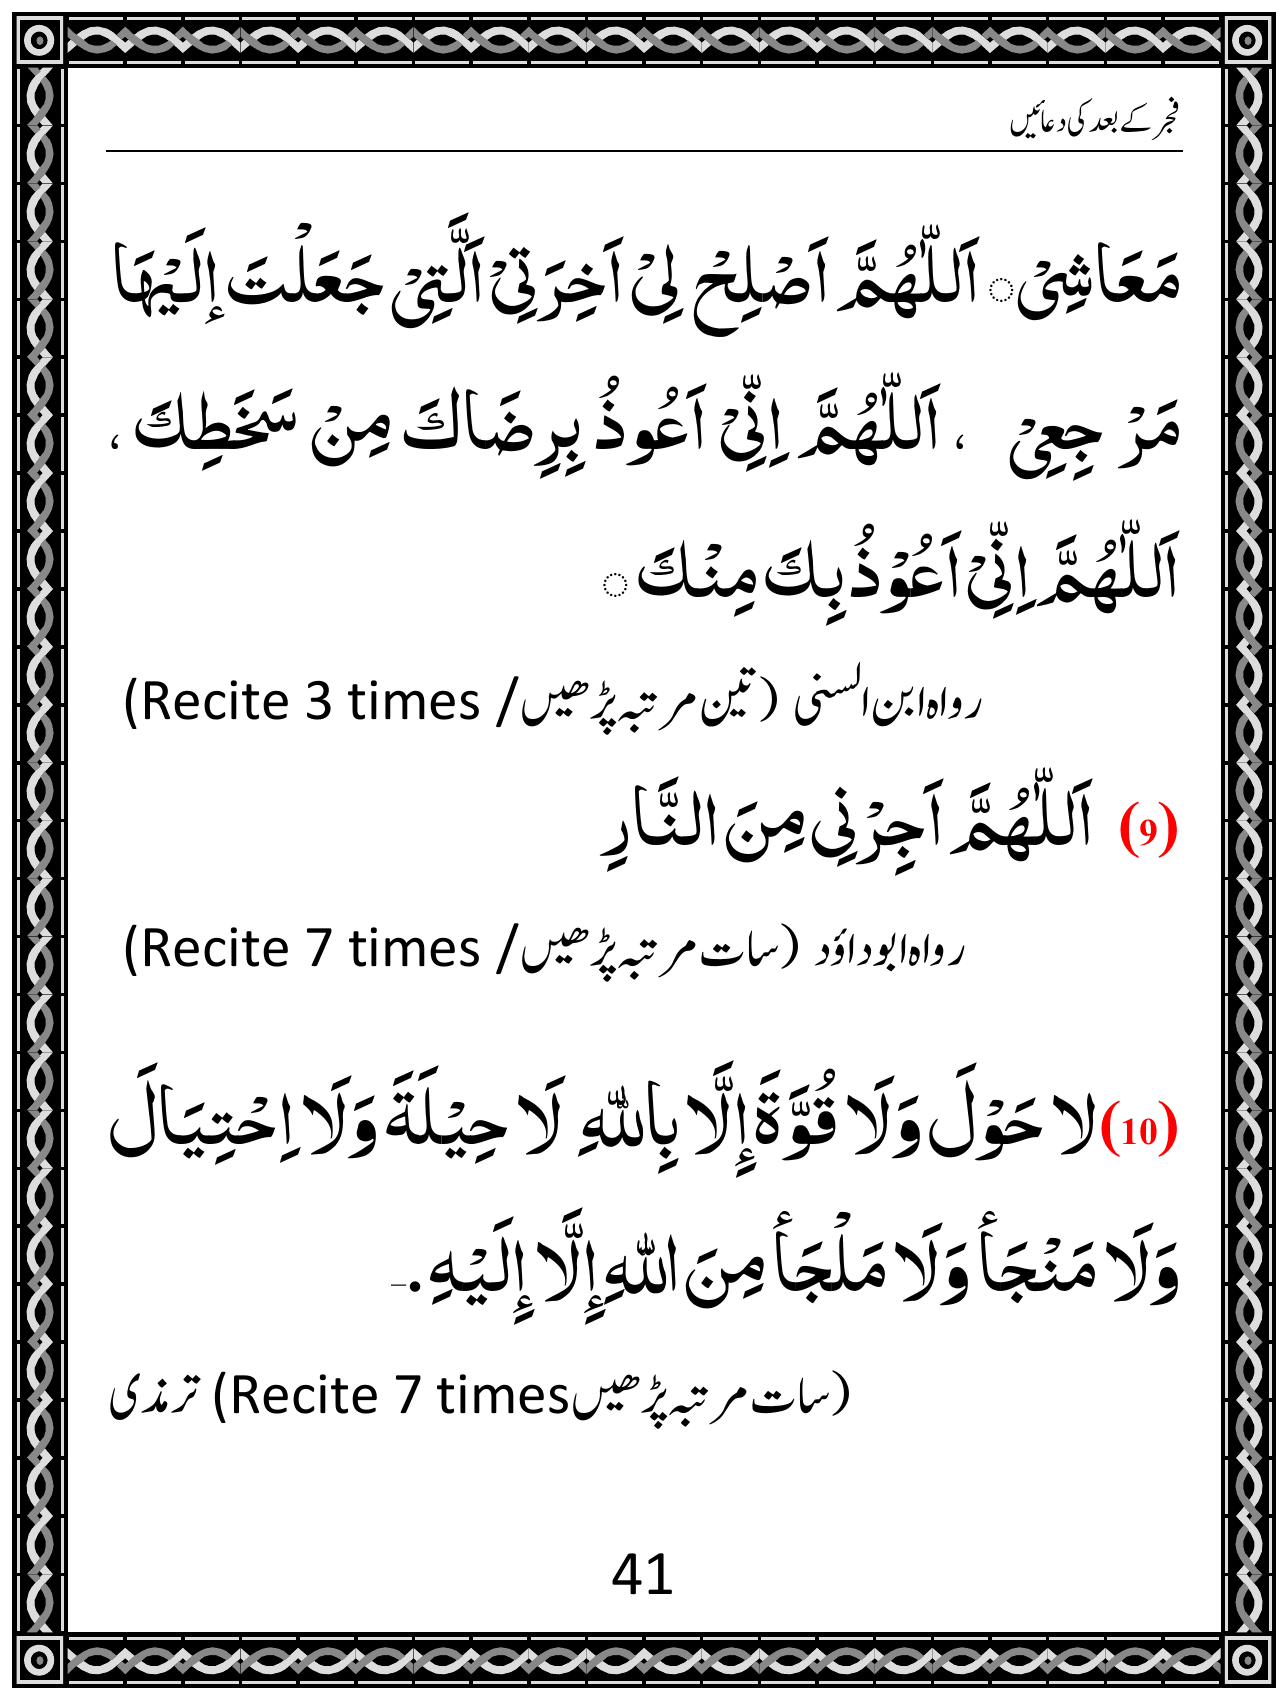 فجر کے بعد کی دعائیں
مَعَاشِیْ۝ اَللّٰهُمَّ اَصْلِحْ لِیْ اَخِرَتِیْ اَلَّتِیْ جَعَلْتَ إِلَیْهَا
مَرْ جِعِیْ ، اَللّٰهُمَّ اِنِّیْ اَعُوذُ بِرِضَاكَ مِنْ سَخَطِكَ ،
اَللّٰهُمَّ اِنِّیْ اَعُوْذُ بِكَ مِنْكَ ۝
رواہ ابن السنی (تین مرتبہ پڑھیں/ Recite 3 times)
(9) اَللّٰهُمَّ اَجِرْنِی مِنَ النَّارِ
رواہ ابوداؤد (سات مرتبہ پڑھیں/ Recite 7 times)
(10) لا حَوْلَ وَلَا قُوَّةَ إِلَّا بِاللّٰهِ لَا حِیْلَةَ وَلَا اِحْتِیَالَ
وَلَا مَنْجَأَ وَلَا مَلْجَأَ مِنَ اللّٰهِ إِلَّا إِلَیْهِ.
(سات مرتبہ پڑھیں Recite 7 times) ترمذی
41